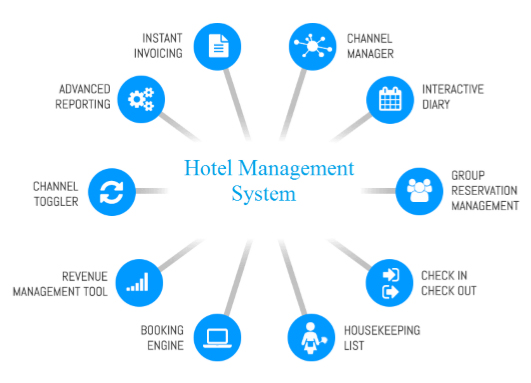 INSTANT
INVOICING
CHANNEL
MANAGER
ADVANCED
REPORTING
INTERACTIVE
DIARY
Hotel Management
System
CHANNEL
TOGGLER
GROUP
RESERVATION
MANAGEMENT
REVENUE
MANAGEMENT TOOL
CHECK IN
CHECK OUT
BOOKING
ENGINE
HOUSEKEEPING
LIST